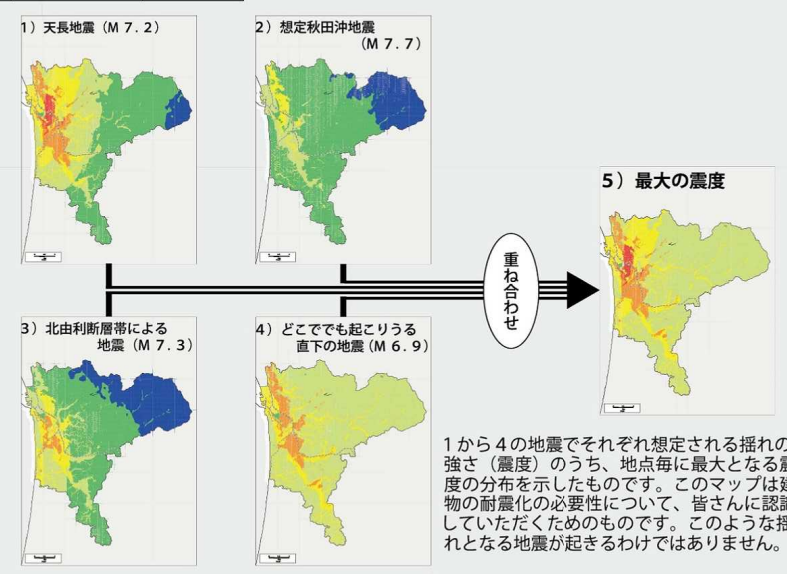 1）天長地震（M 7.2）
2）想定秋田沖地震
（M 7.7）
3）北由利断層帯による
地震（M 7.3）
4）どこででも起こりうる
直下の地震（M 6.9）
重ね合わせ
5）最大の震度
1から4の地震でそれぞれ想定される揺れの
強さ（震度）のうち、地点毎に最大となる震
度の分布を示したものです。このマップは建
物の耐震化の必要性について、皆さんに認識
していただくためのものです。このような揺
れとなる地震が起きるわけではありません。